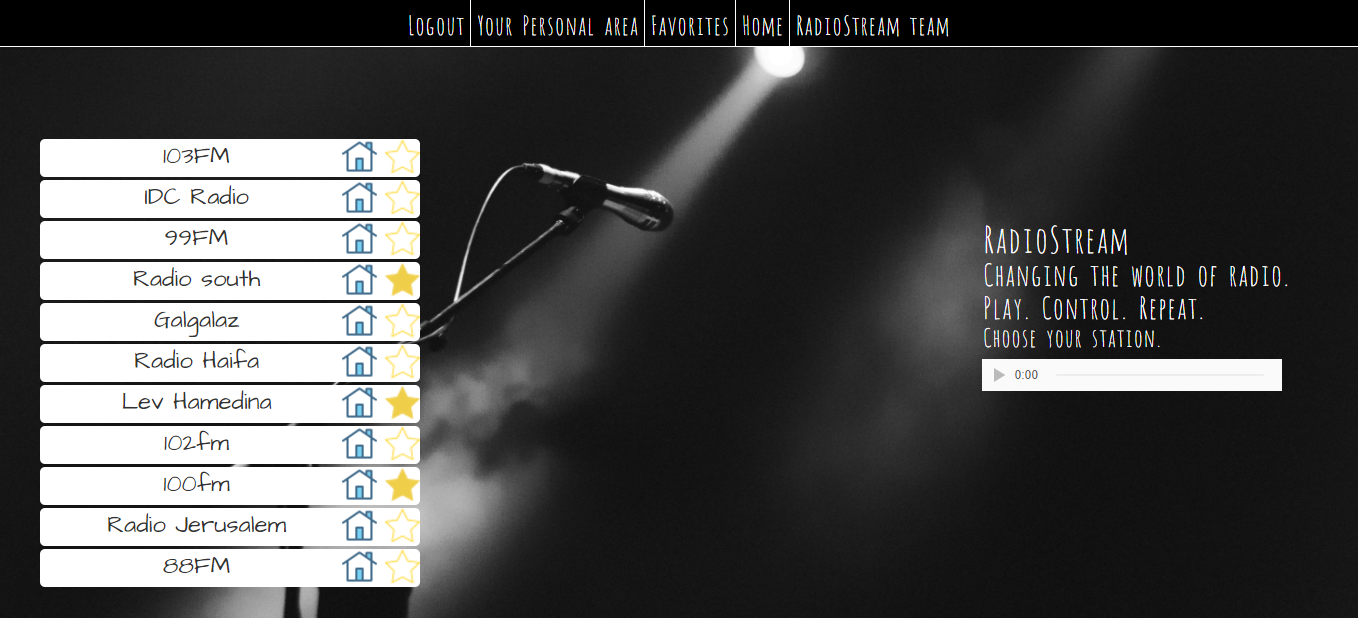 Logout Your Personal area Favorites Home RadioStream team
103FM
IDC Radio
99FM
Radio south
Galgalaz
Radio Haifa
Lev Hamedina
102fm
100fm
Radio Jerusalem
88FM
RadioStream
Changing the world of radio.
Play. Control. Repeat.
Choose your station.
0:00